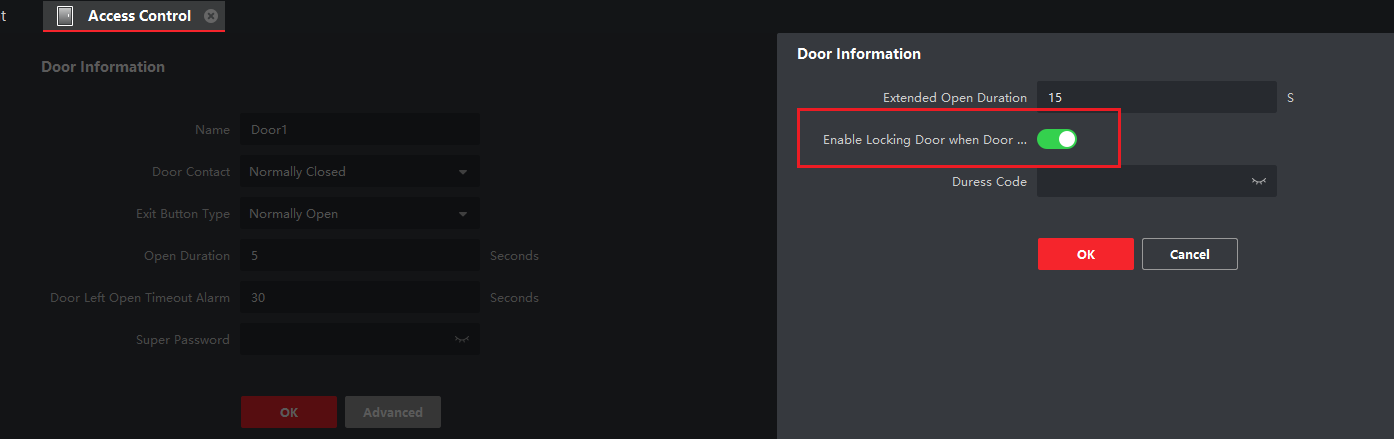 t
Access Control
Door Information
Name
Door1
Door Contact
Normally Closed
Exit Button Type
Normally Open
Open Duration
5
Seconds
Door Left Open Timeout Alarm
30
Seconds
Super Password
OK
Advanced
Door Information
Extended Open Duration
15
S
Enable Locking Door when Door ...
Duress Code
OK
Cancel